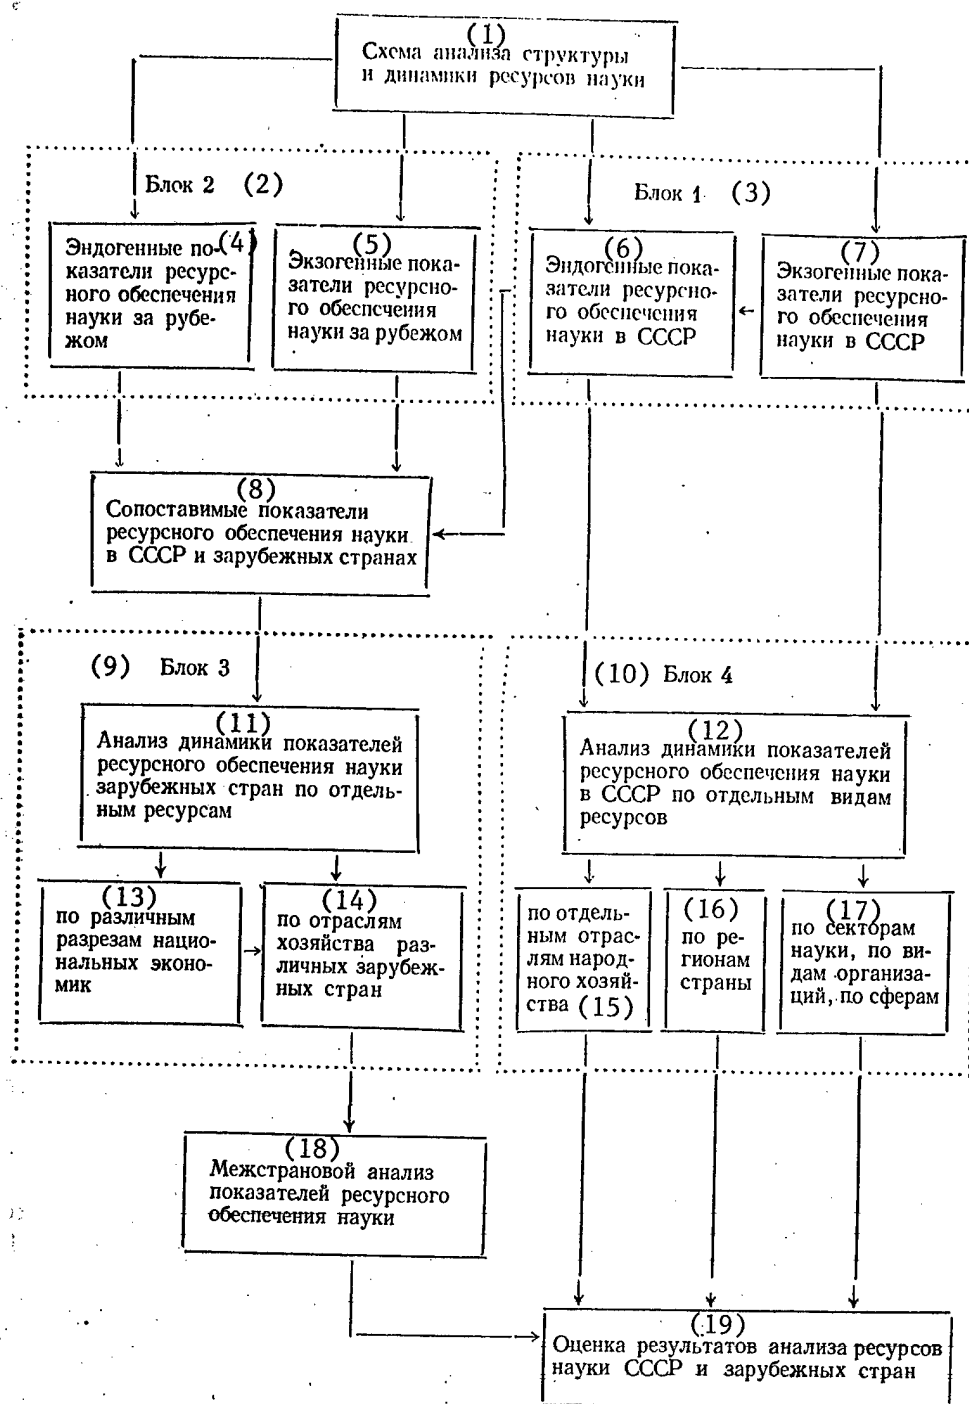 (1)
Схема анализа структуры
и динамики ресурсов науки
Блок 2 (2)
Блок 1 (3)
Эндогенные по-(4)
казатели ресурс-
ного обеспечения
науки за рубе-
жом
(5)
Экзогенные пока-
затели ресурсно-
го обеспечения
науки за рубежом
(6)
Эндогенные пока-
затели ресурсно-
го обеспечения
науки в СССР
(7)
Экзогенные пока-
затели ресурсно-
го обеспечения
науки в СССР
(8)
Сопоставимые показатели
ресурсного обеспечения науки
в СССР и зарубежных странах
(9) Блок 3
(10) Блок 4
(11)
Анализ динамики показателей
ресурсного обеспечения науки
зарубежных стран по отдель-
ным ресурсам
(12)
Анализ динамики показателей
ресурсного обеспечения науки
в СССР по отдельным видам
ресурсов
(13)
по различным
разрезам нацио-
нальных эконо-
мик
(14)
по отраслям
хозяйства раз-
личных зарубеж-
ных стран
по отдель-
ным отрас-
лям народ-
ного хозяй-
ства (15)
(16)
по ре-
гионам
страны
(17)
по секторам
науки, по ви-
дам организа-
ций, по сферам
(18)
Межстрановой анализ
показателей ресурсного
обеспечения науки
(19)
Оценка результатов анализа ресурсов
науки СССР и зарубежных стран